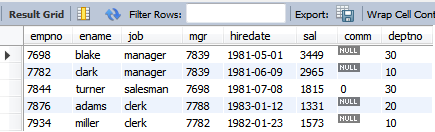 Result Grid Filter Rows: Export: Wrap Cell Cont
empno ename job mgr hiredate sal comm deptno
7698 blake manager 7839 1981-05-01 3449 NULL 30
7782 clark manager 7839 1981-06-09 2965 NULL 10
7844 turner salesman 7698 1981-07-08 1815 0 30
7876 adams clerk 7788 1983-01-12 1331 NULL 20
7934 miller clerk 7782 1982-01-23 1573 NULL 10